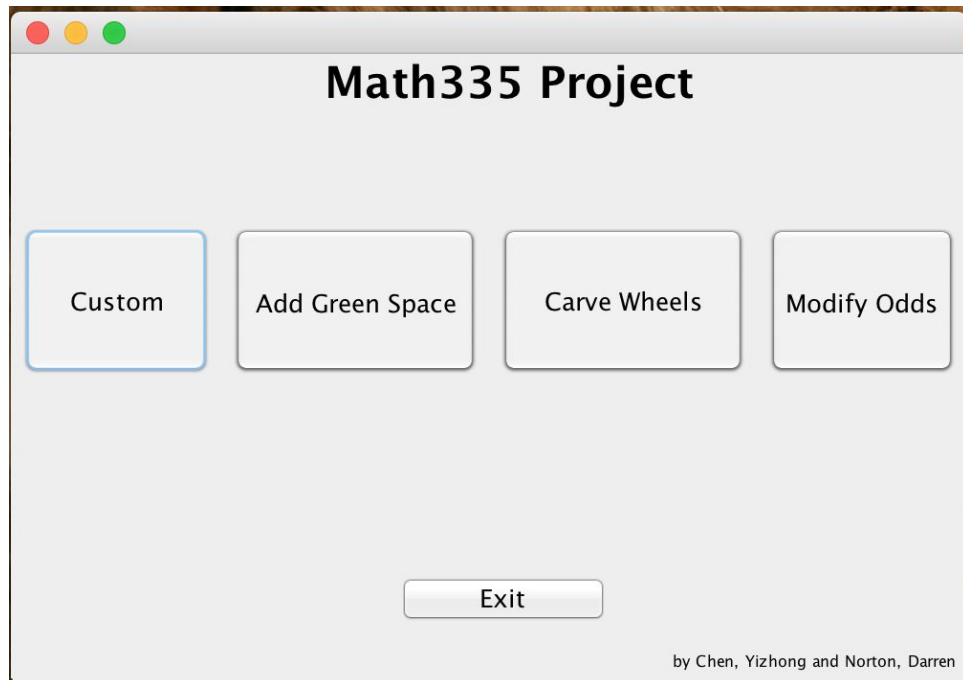 Math335 Project
Custom
Add Green Space
Carve Wheels
Modify Odds
Exit
by Chen, Yizhong and Norton, Darren